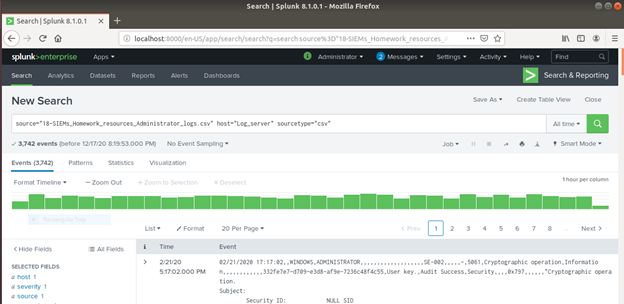 Search | Splunk 8.1.0.1 - Mozilla Firefox
Search | Splunk 8.1.0.1
localhost:8000/en-US/app/search/search?q=search source%3D"18-SIEMs_Homework_resources_
splunk>enterprise Apps 1 Administrator 2 Messages Settings Activity Help Find
Search Analytics Datasets Reports Alerts Dashboards Search & Reporting
New Search Save As Create Table View Close
source="18-SIEMs_Homework_resources_Administrator_logs.csv" host="Log_server" sourcetype="csv" All time
3,742 events (before 12/17/20 8:19:53.000 PM) No Event Sampling Job Smart Mode
Events (3,742) Patterns Statistics Visualization
Format Timeline − Zoom Out + Zoom to Selection × Deselect 1 hour per column
List Format 20 Per Page < Prev 1 2 3 4 5 6 7 8 ... Next >
< Hide Fields All Fields i Time Event
SELECTED FIELDS
a host 1
a severity 2
a source 1
> 2/21/20
5:17:02.000 PM
02/21/2020 17:17:02,,WINDOWS,ADMINISTRATOR,,,,,,,,,,,,,,,,,,SE-002,,,,,-,5061,Cryptographic operation,Informatio
n,,,,,,,,,,,,332fe7e7-d709-e3d8-af9e-7236c48f4c55,User key.,Audit Success,Security,,,,0x797,,,,,,"Cryptographic opera
tion.
Subject:
Security ID: NULL SID